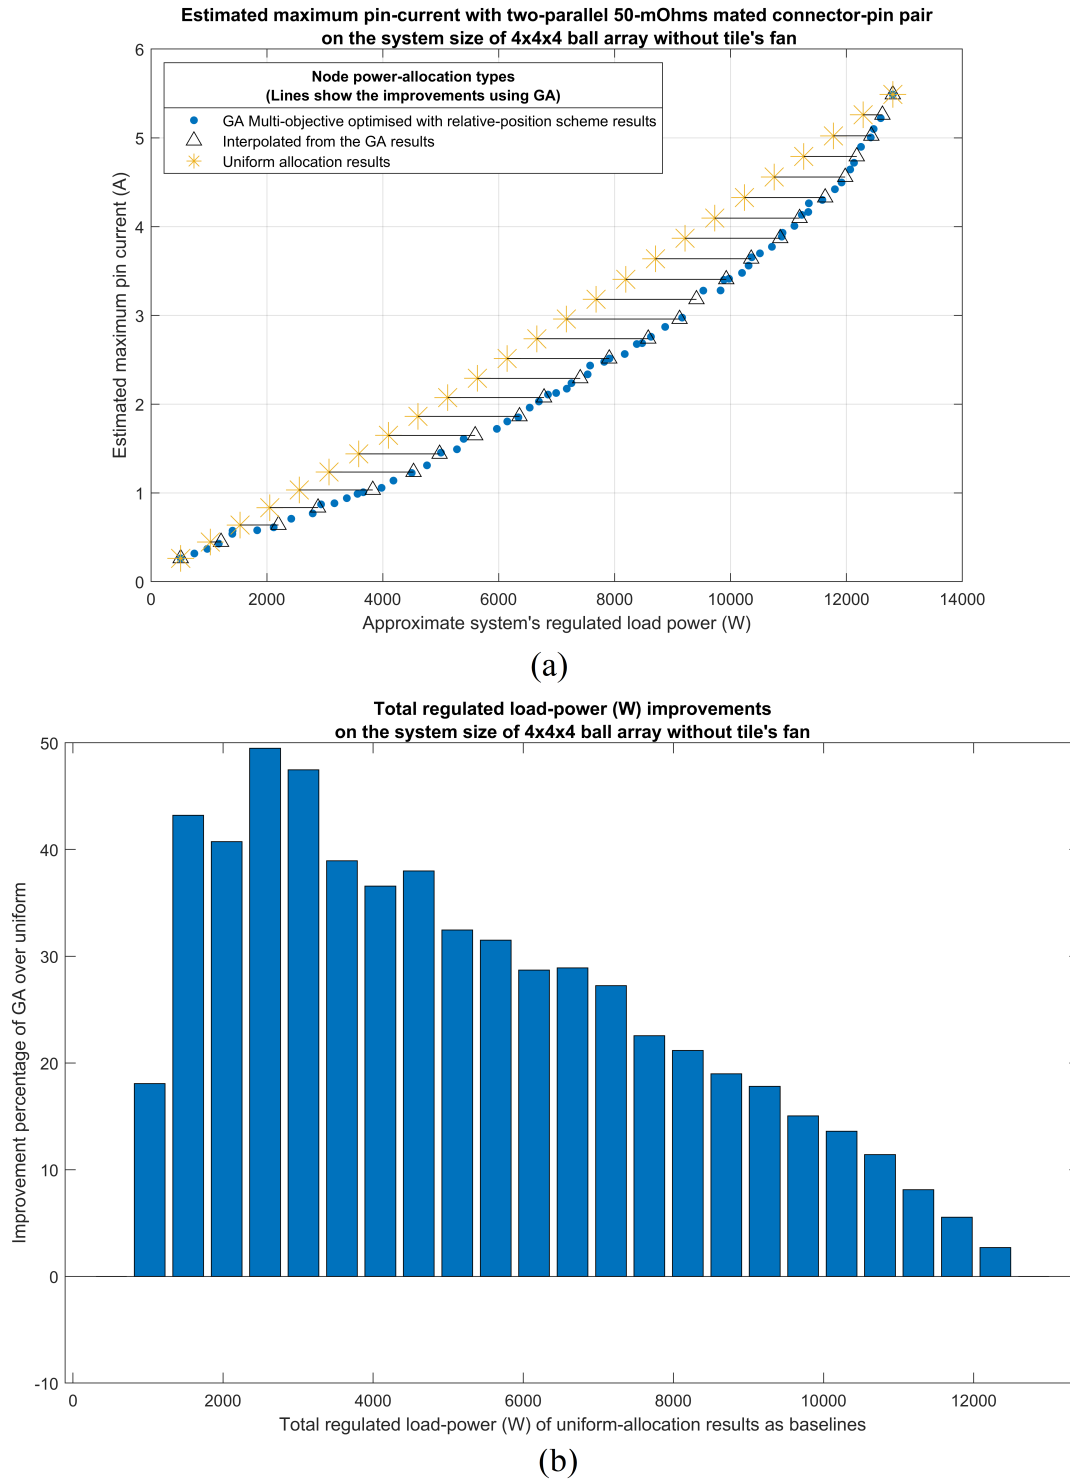 Estimated maximum pin-current with two-parallel 50-mOhms mated connector-pin pair
on the system size of 4x4x4 ball array without tile's fan
Node power-allocation types
(Lines show the improvements using GA)
GA Multi-objective optimised with relative-position scheme results
Interpolated from the GA results
Uniform allocation results
Estimated maximum pin current (A)
6
5
4
3
2
1
0
0 2000 4000 6000 8000 10000 12000 14000
Approximate system's regulated load power (W)
(a)
Total regulated load-power (W) improvements
on the system size of 4x4x4 ball array without tile's fan
Improvement percentage of GA over uniform
50
40
30
20
10
0
-10
0 2000 4000 6000 8000 10000 12000
Total regulated load-power (W) of uniform-allocation results as baselines
(b)